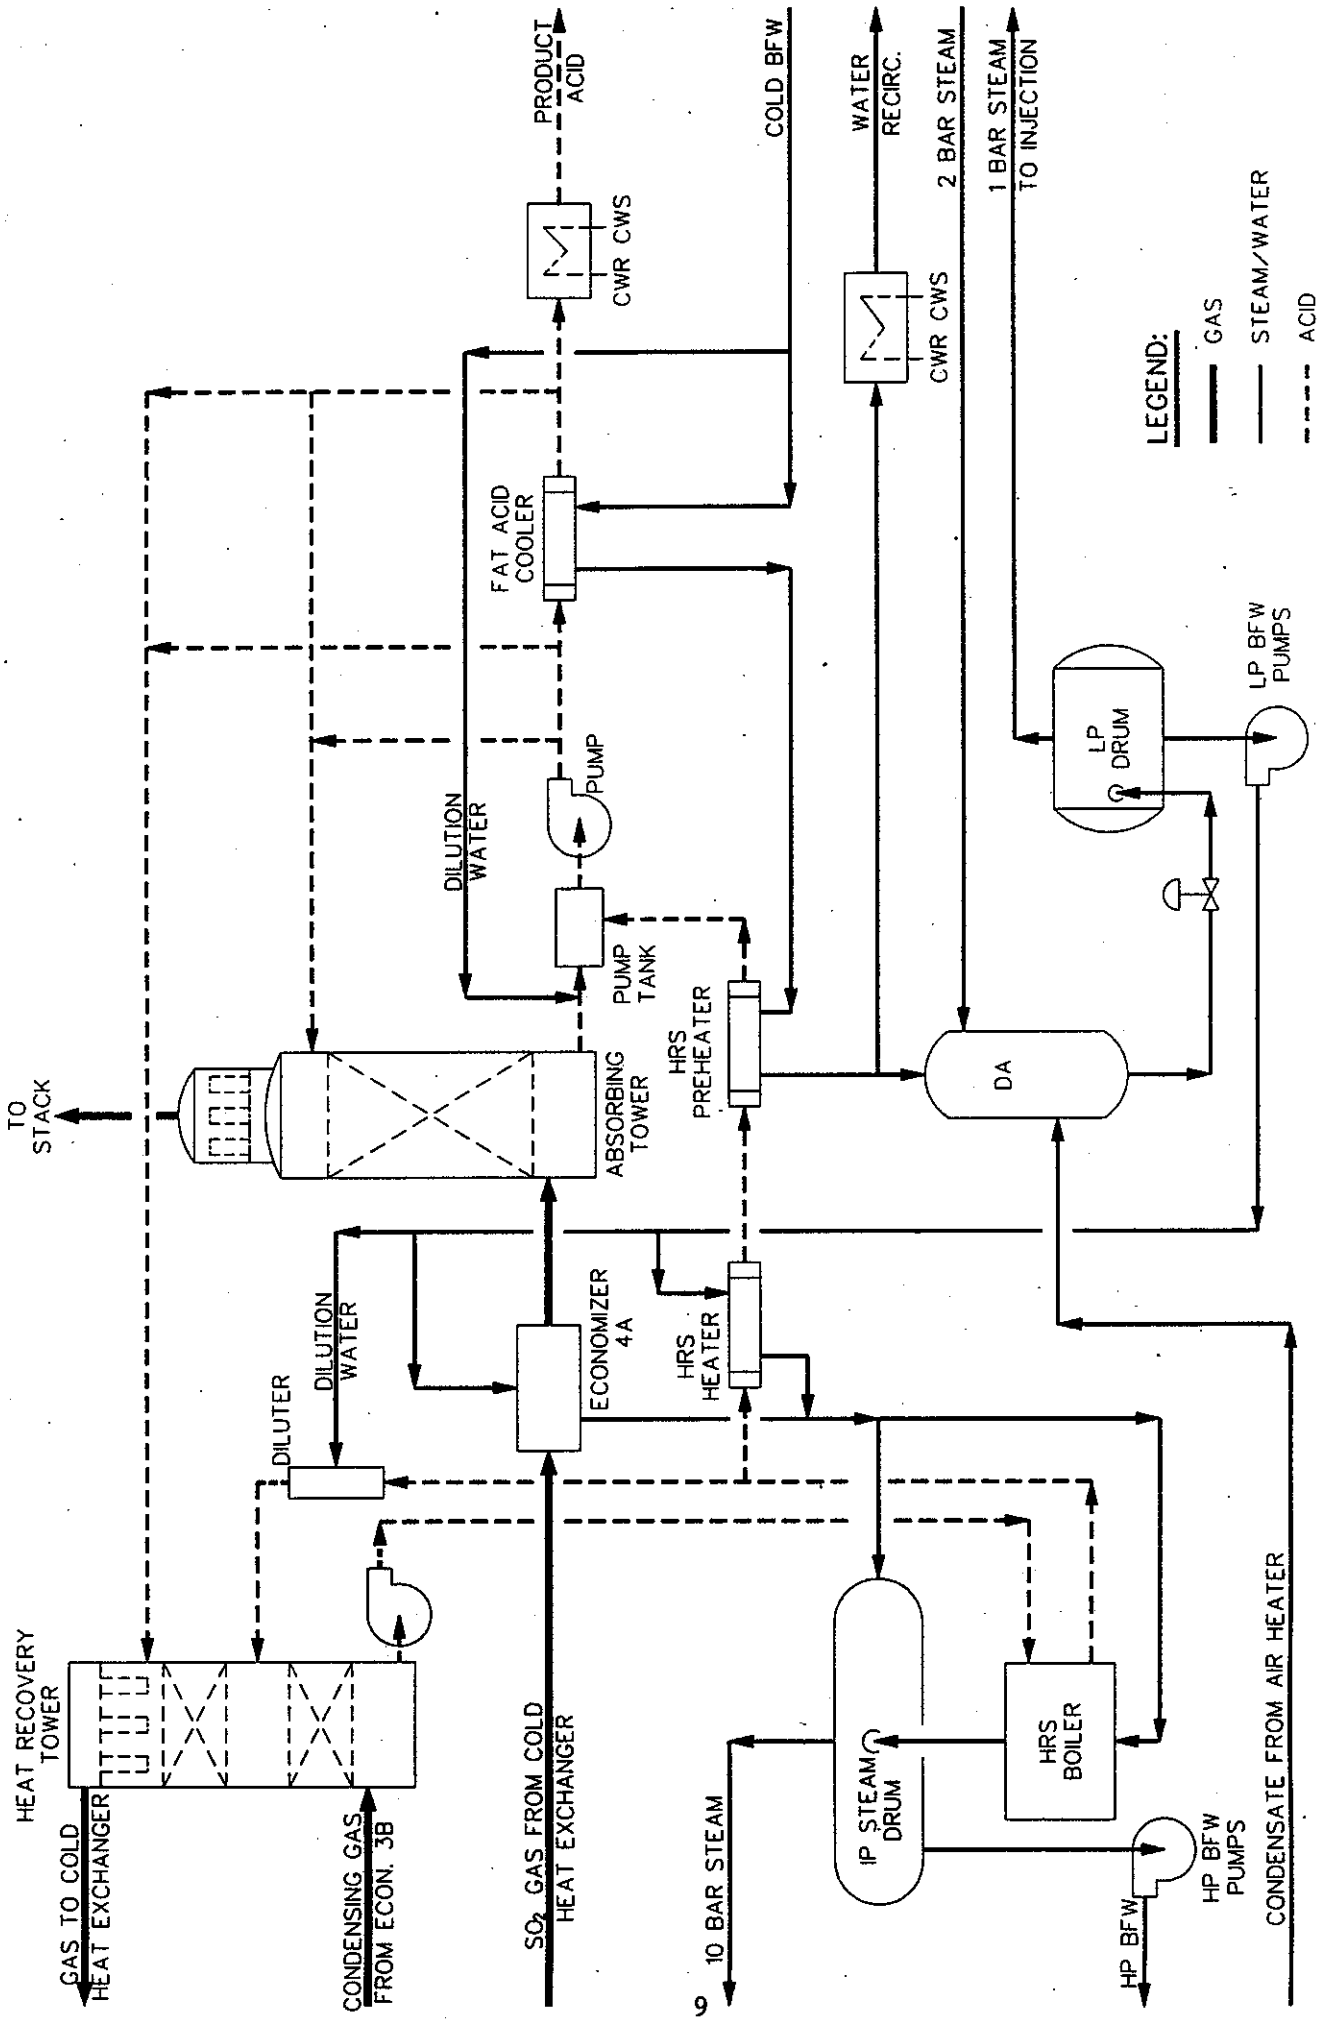 HEAT RECOVERY
TOWER
GAS TO COLD
HEAT EXCHANGER
CONDENSING GAS
FROM ECON. 3B
DILUTER
DILUTION
WATER
TO
STACK
ABSORBING
TOWER
SO₂ GAS FROM COLD
HEAT EXCHANGER
ECONOMIZER
4A
DILUTION
WATER
PUMP
TANK
PUMP
FAT ACID
COOLER
CWR CWS
PRODUCT
ACID
HRS
HEATER
HRS
PREHEATER
COLD BFW
10 BAR STEAM
IP STEAM
DRUM
HRS
BOILER
HP BFW
HP BFW
PUMPS
CONDENSATE FROM AIR HEATER
DA
CWR CWS
WATER
RECIRC.
2 BAR STEAM
1 BAR STEAM
TO INJECTION
LP
DRUM
LP BFW
PUMPS
LEGEND:
GAS
STEAM/WATER
ACID
9